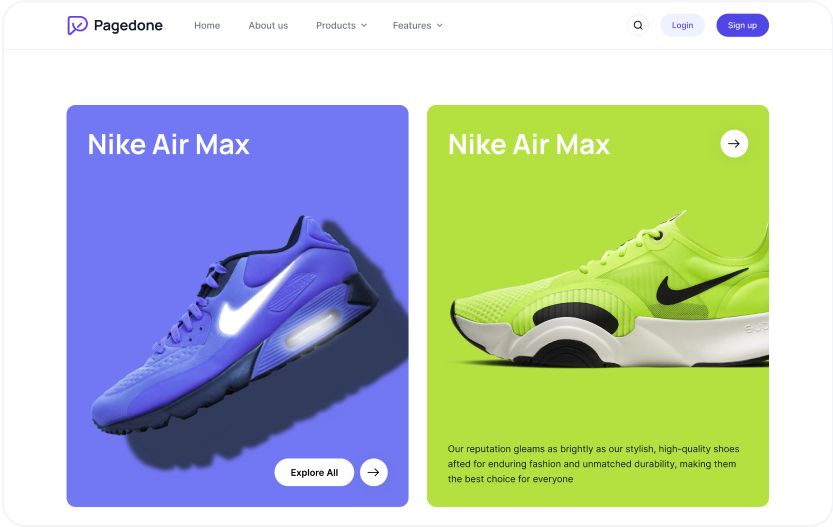 Pagedone
Home
About us
Products
Features
Login
Sign up
Nike Air Max
Explore All
Nike Air Max
Our reputation gleams as brightly as our stylish, high-quality shoes
afted for enduring fashion and unmatched durability, making them
the best choice for everyone